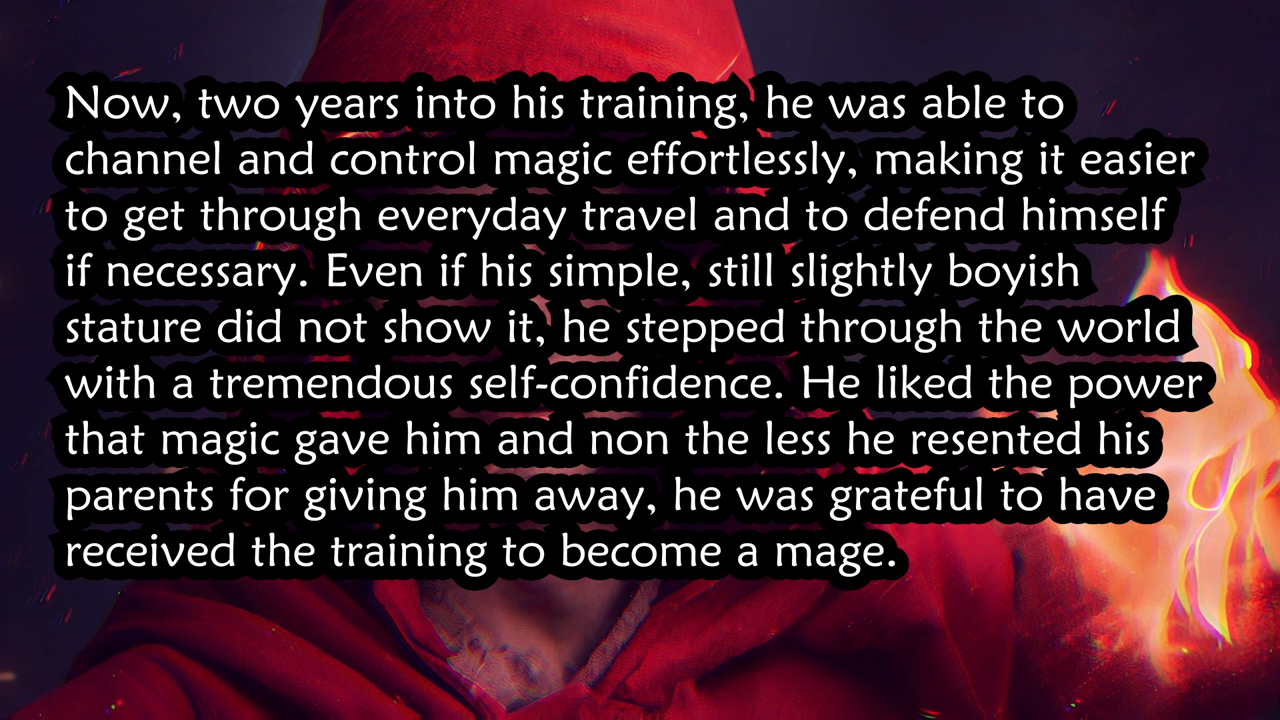 Now, two years into his training, he was able to
channel and control magic effortlessly, making it easier
to get through everyday travel and to defend himself
if necessary. Even if his simple, still slightly boyish
stature did not show it, he stepped through the world
with a tremendous self-confidence. He liked the power
that magic gave him and non the less he resented his
parents for giving him away, he was grateful to have
received the training to become a mage.